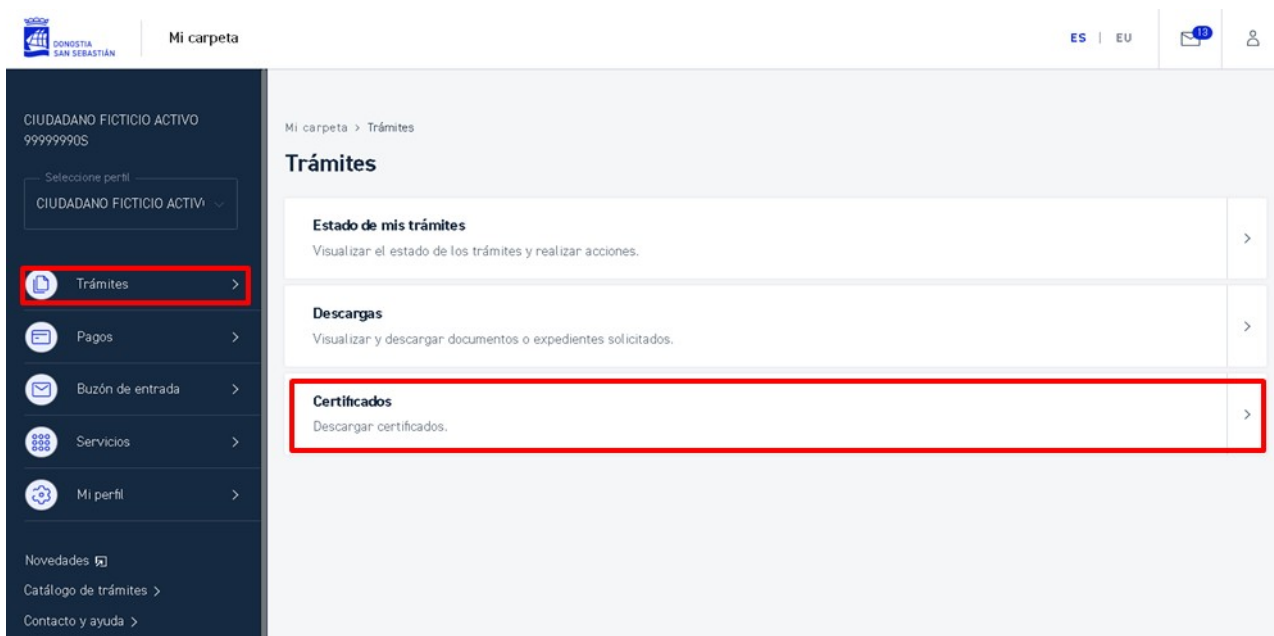 DONOSTIA
SAN SEBASTIÁN
Mi carpeta
ES | EU
13
CIUDADANO FICTICIO ACTIVO
99999990S
Seleccione perfil
CIUDADANO FICTICIO ACTIV
Trámites
Pagos
Buzón de entrada
Servicios
Mi perfil
Novedades
Catálogo de trámites >
Contacto y ayuda >
Mi carpeta > Trámites
Trámites
Estado de mis trámites
Visualizar el estado de los trámites y realizar acciones.
Descargas
Visualizar y descargar documentos o expedientes solicitados.
Certificados
Descargar certificados.